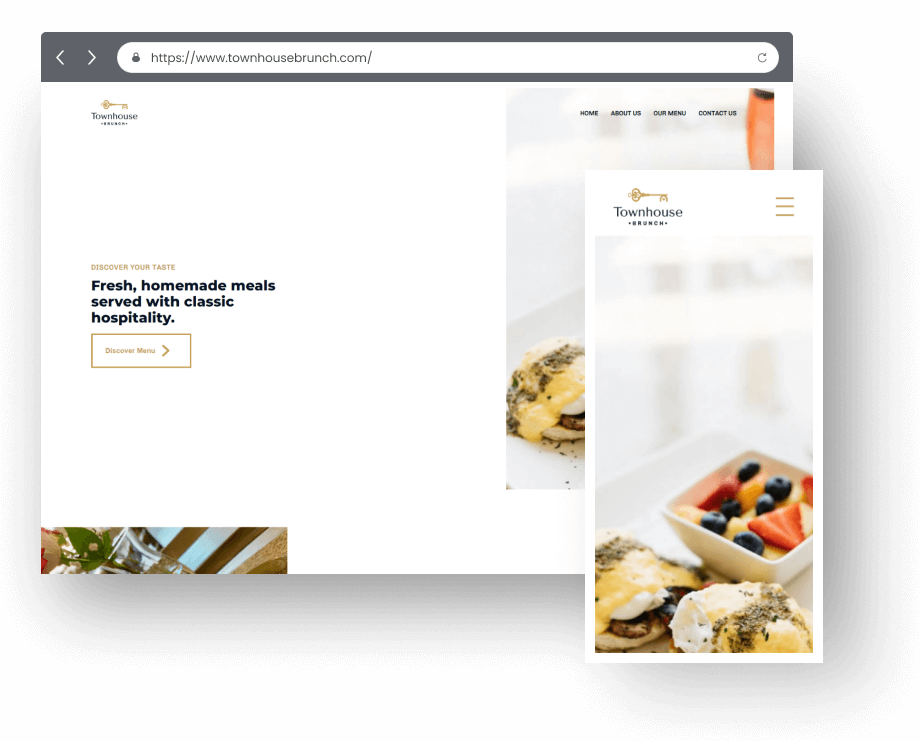 https://www.townhousebrunch.com/
Townhouse
•BRUNCH•
HOME ABOUT US OUR MENU CONTACT US
Townhouse
•BRUNCH•
DISCOVER YOUR TASTE
Fresh, homemade meals
served with classic
hospitality.
Discover Menu